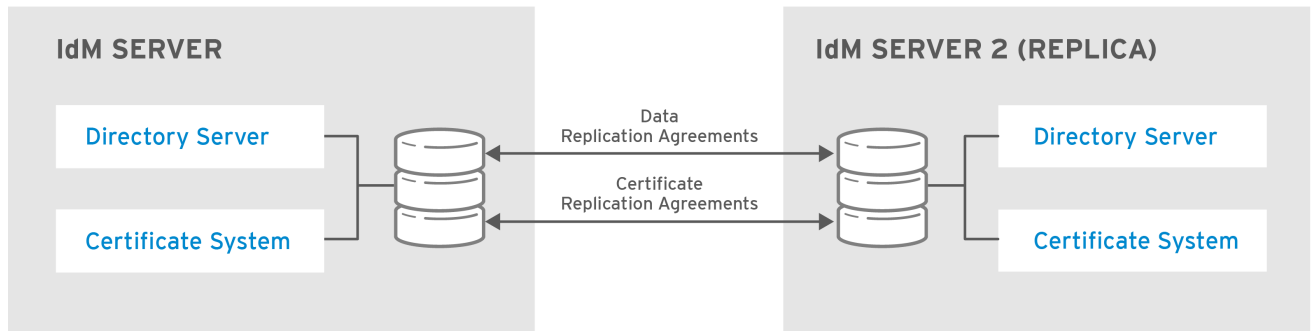 IdM SERVER
Directory Server
Certificate System
Data
Replication Agreements
Certificate
Replication Agreements
IdM SERVER 2 (REPLICA)
Directory Server
Certificate System